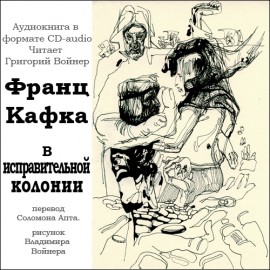 Аудиокнига в
формате CD-audio
Читает
Григорий Войнер
Франц
Кафка
в
исправительной
колонии
перевод
Соломона Апта.
рисунок
Владимира
Войнера